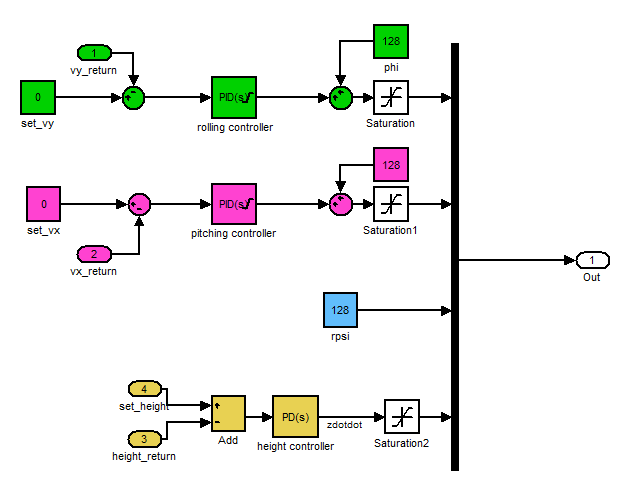 1
vy_return
128
phi
0
set_vy
PID(s)
rolling controller
Saturation
128
0
set_vx
PID(s)
pitching controller
Saturation1
2
vx_return
1
Out
128
rpsi
4
set_height
3
height_return
Add
PD(s)
height controller
zdotdot
Saturation2